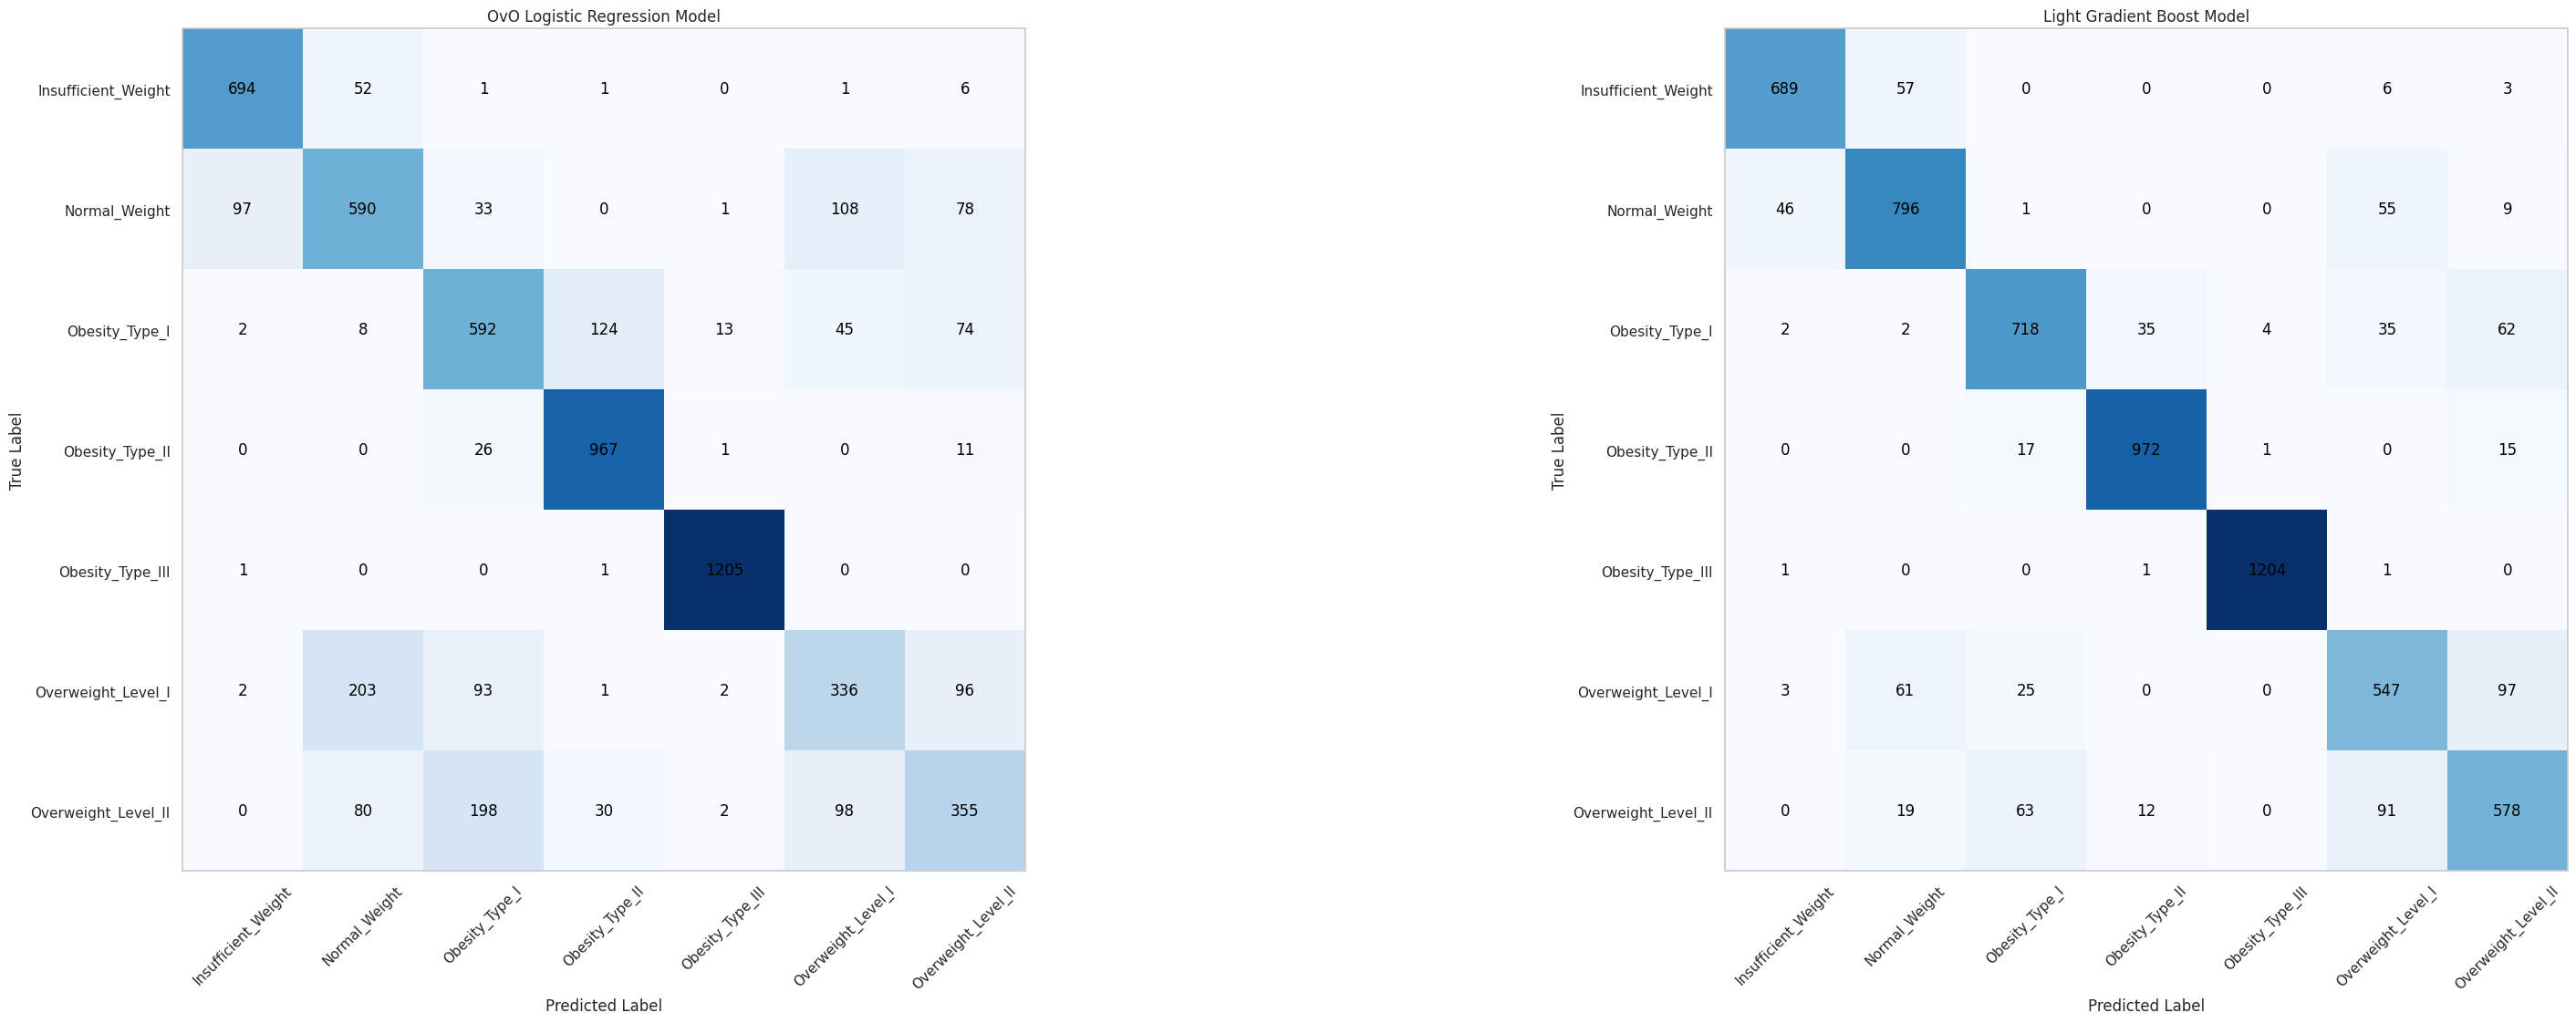 OvO Logistic Regression Model
True Label
Insufficient_Weight 694 52 1 1 0 1 6
Normal_Weight 97 590 33 0 1 108 78
Obesity_Type_I 2 8 592 124 13 45 74
Obesity_Type_II 0 0 26 967 1 0 11
Obesity_Type_III 1 0 0 1 1205 0 0
Overweight_Level_I 2 203 93 1 2 336 96
Overweight_Level_II 0 80 198 30 2 98 355
Insufficient_Weight Normal_Weight Obesity_Type_I Obesity_Type_II Obesity_Type_III Overweight_Level_I Overweight_Level_II
Predicted Label
Light Gradient Boost Model
True Label
Insufficient_Weight 689 57 0 0 0 6 3
Normal_Weight 46 796 1 0 0 55 9
Obesity_Type_I 2 2 718 35 4 35 62
Obesity_Type_II 0 0 17 972 1 0 15
Obesity_Type_III 1 0 0 1 1204 1 0
Overweight_Level_I 3 61 25 0 0 547 97
Overweight_Level_II 0 19 63 12 0 91 578
Insufficient_Weight Normal_Weight Obesity_Type_I Obesity_Type_II Obesity_Type_III Overweight_Level_I Overweight_Level_II
Predicted Label